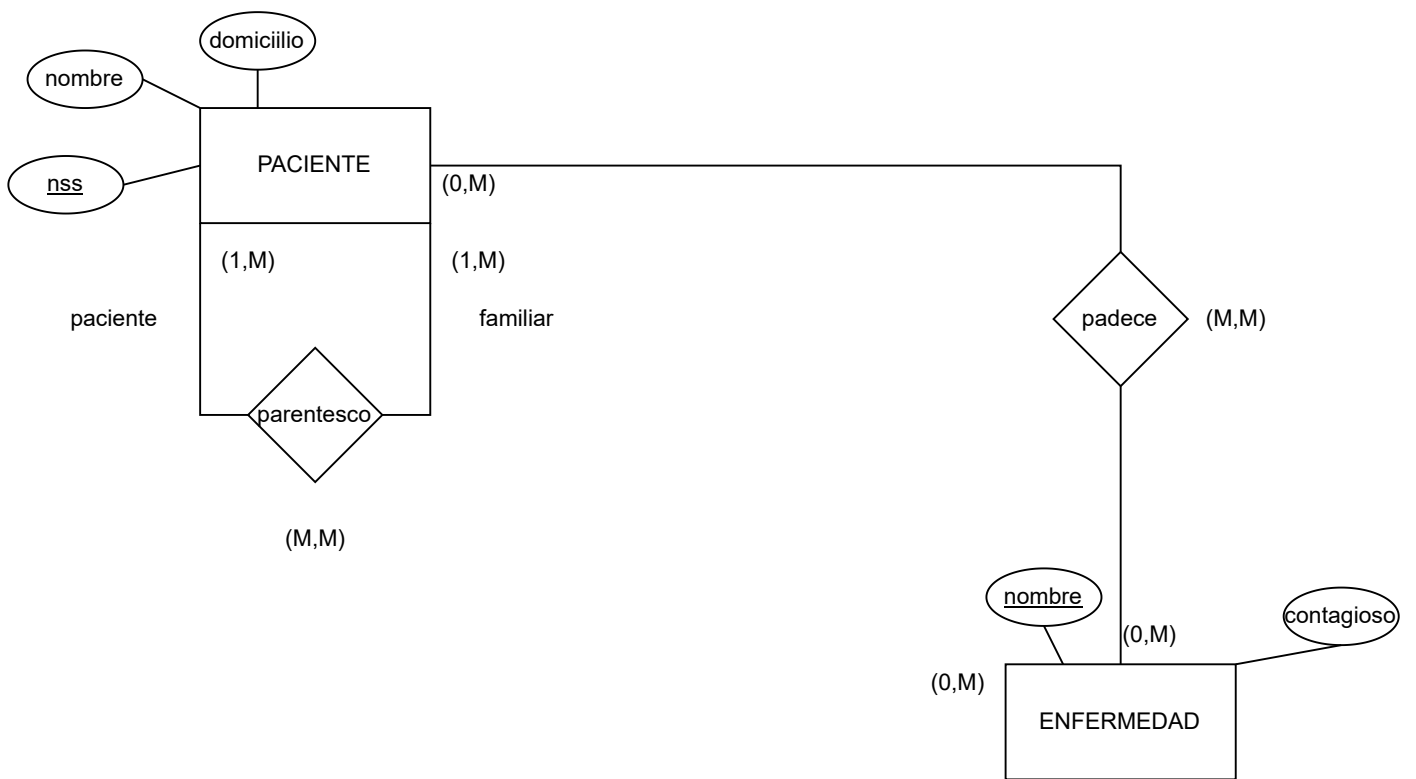 domiciilio
nombre
PACIENTE
nss
(0,M)
(1,M)
(1,M)
paciente
familiar
padece
(M,M)
parentesco
(M,M)
nombre
contagioso
(0,M)
(0,M)
ENFERMEDAD